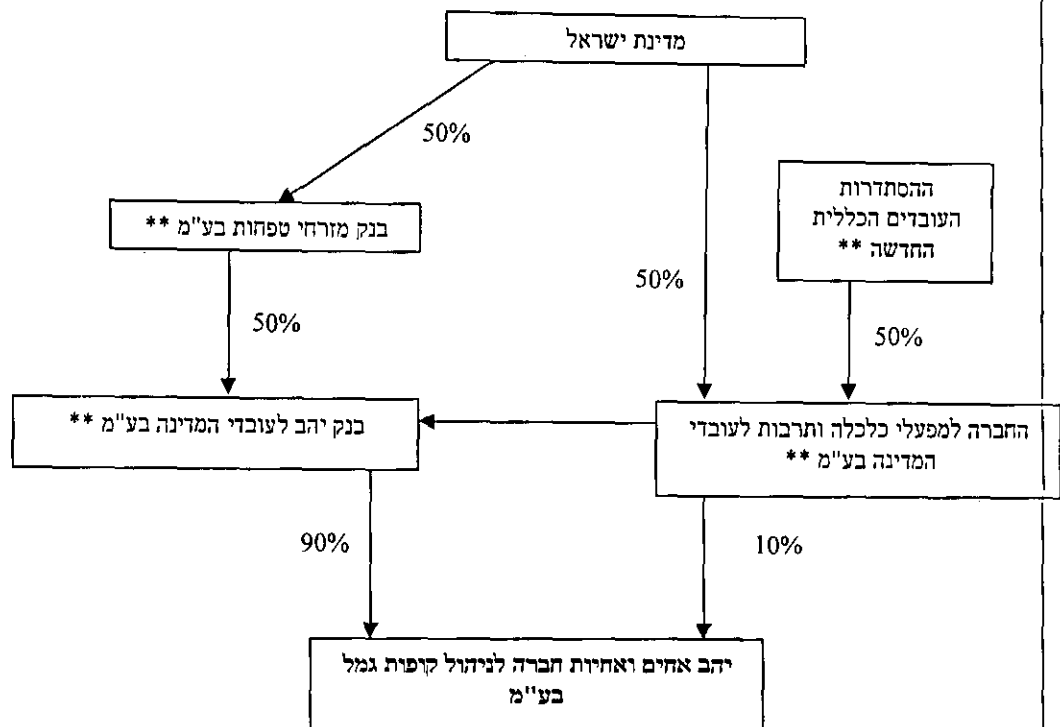 מדינת ישראל
50%
בנק מזרחי טפחות בע"מ **
ההסתדרות
העובדים הכללית
החדשה **
50%
50%
50%
בנק יהב לעובדי המדינה בע"מ **
החברה למפעלי כלכלה ותרבות לעובדי
המדינה בע"מ **
90%
10%
יהב אחים ואחיות חברה לניהול קופות גמל
בע"מ